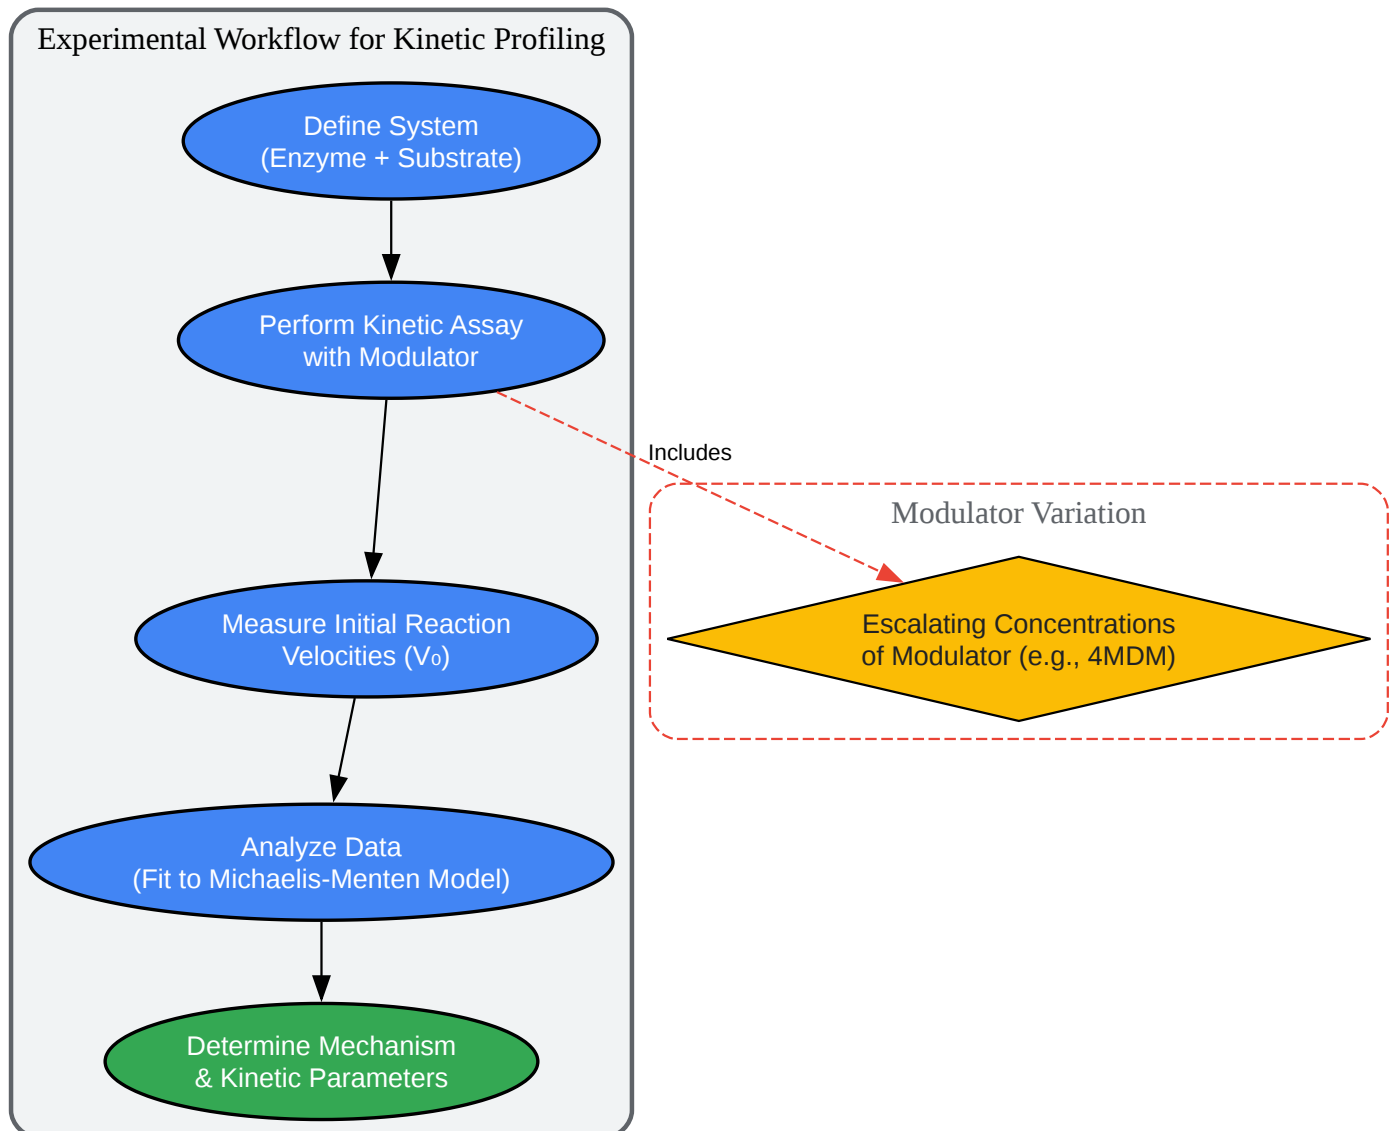 Experimental Workflow for Kinetic Profiling
Define System
(Enzyme + Substrate)
Perform Kinetic Assay
with Modulator
Includes
Modulator Variation
Escalating Concentrations
of Modulator (e.g., 4MDM)
Measure Initial Reaction
Velocities (V₀)
Analyze Data
(Fit to Michaelis-Menten Model)
Determine Mechanism
& Kinetic Parameters